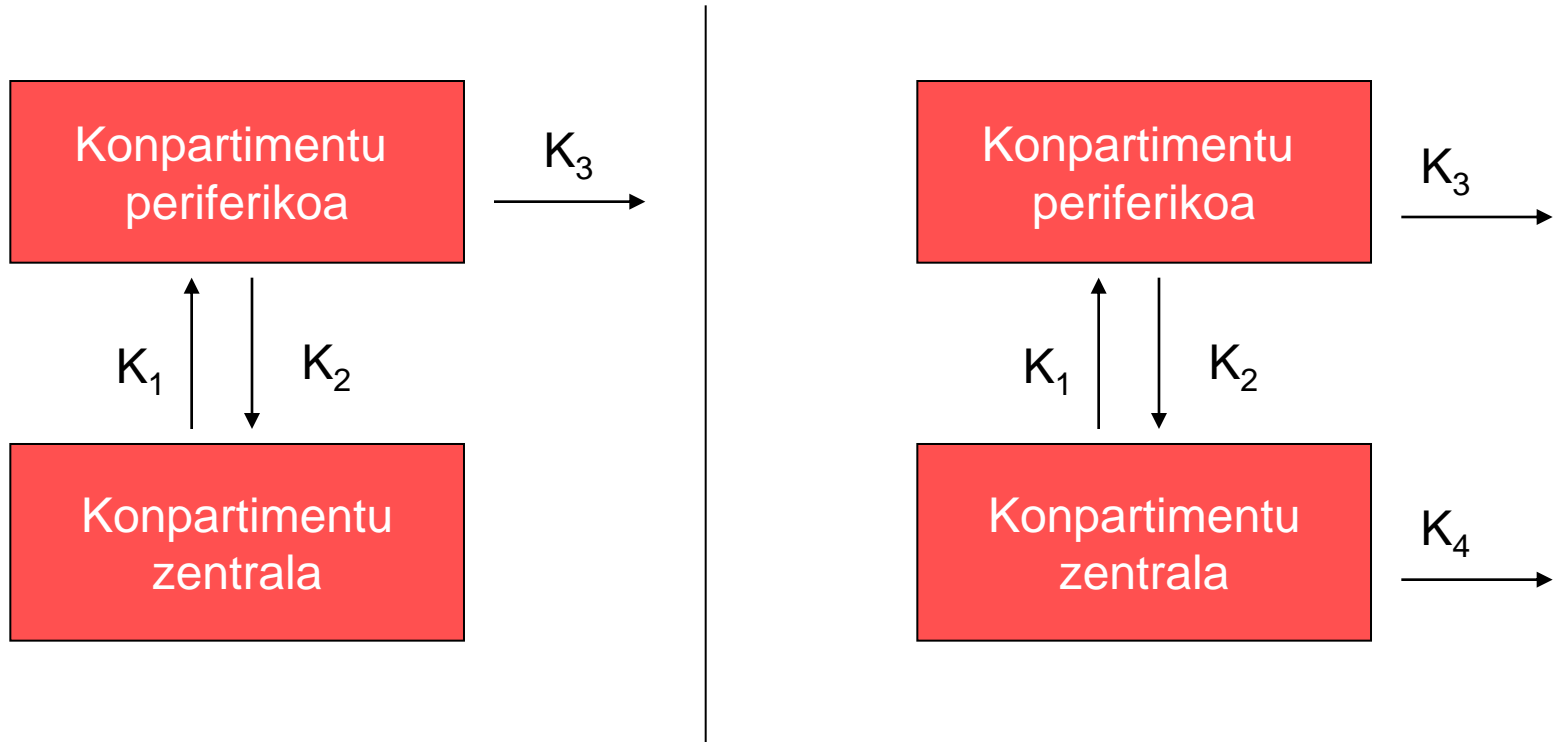 Konpartimentu
periferikoa
K₃
K₁
K₂
Konpartimentu
zentrala
Konpartimentu
periferikoa
K₃
K₁
K₂
Konpartimentu
zentrala
K₄